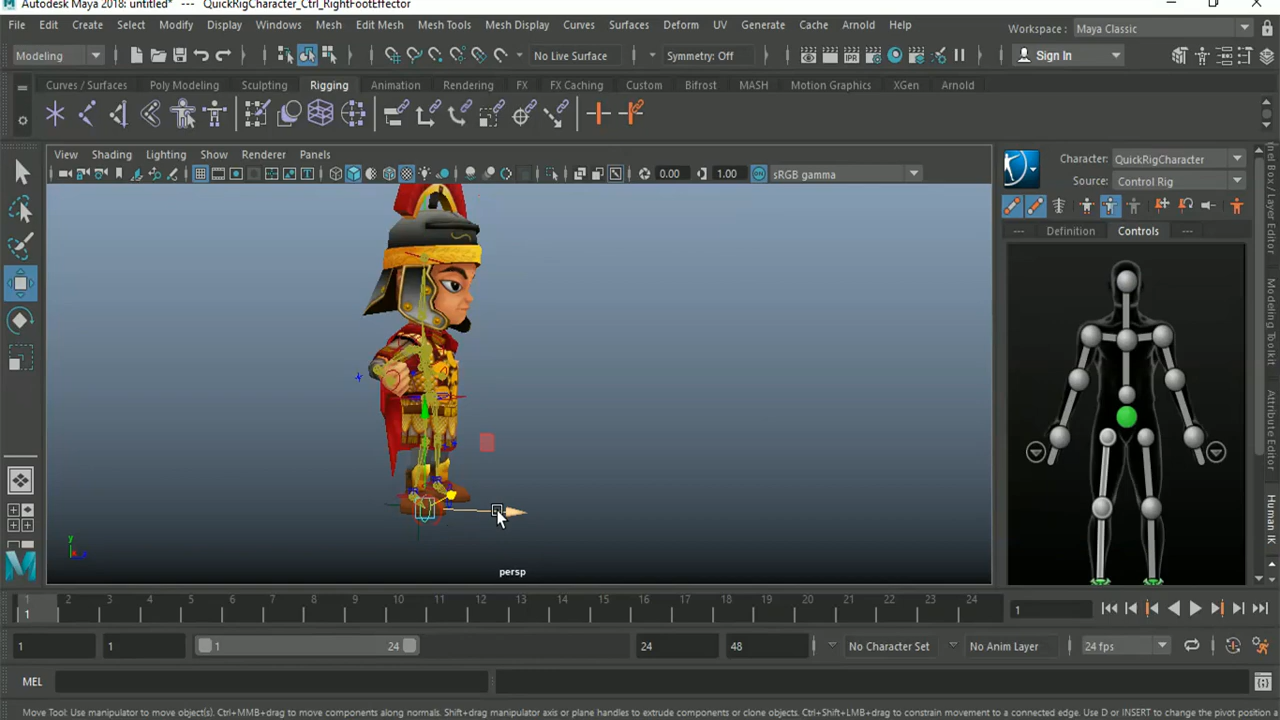 Autodesk Maya 2018: untitled* --- QuickRigCharacter_Ctrl_RightFootEffector
File Edit Create Select Modify Display Windows Mesh Edit Mesh Mesh Tools Mesh Display Curves Surfaces Deform UV Generate Cache Arnold Help
Workspace: Maya Classic
Modeling No Live Surface Symmetry: Off Sign In
Curves / Surfaces Poly Modeling Sculpting Rigging Animation Rendering FX FX Caching Custom Bifrost MASH Motion Graphics XGen Arnold
View Shading Lighting Show Renderer Panels
0.00 1.00 sRGB gamma
Character: QuickRigCharacter
Source: Control Rig
--- Definition Controls ---
Modeling Toolkit
Attribute Editor
Human IK
y
persp
1 2 3 4 5 6 7 8 9 10 11 12 13 14 15 16 17 18 19 20 21 22 23 24
1 1
1 1 1 24 24 48 No Character Set No Anim Layer 24 fps
MEL
Move Tool: Use manipulator to move object(s). Ctrl+MMB+drag to move components along normals. Shift+drag manipulator axis or plane handles to extrude components or clone objects. Ctrl+Shift+LMB+drag to constrain movement to a connected edge. Use D or INSERT to change the pivot position